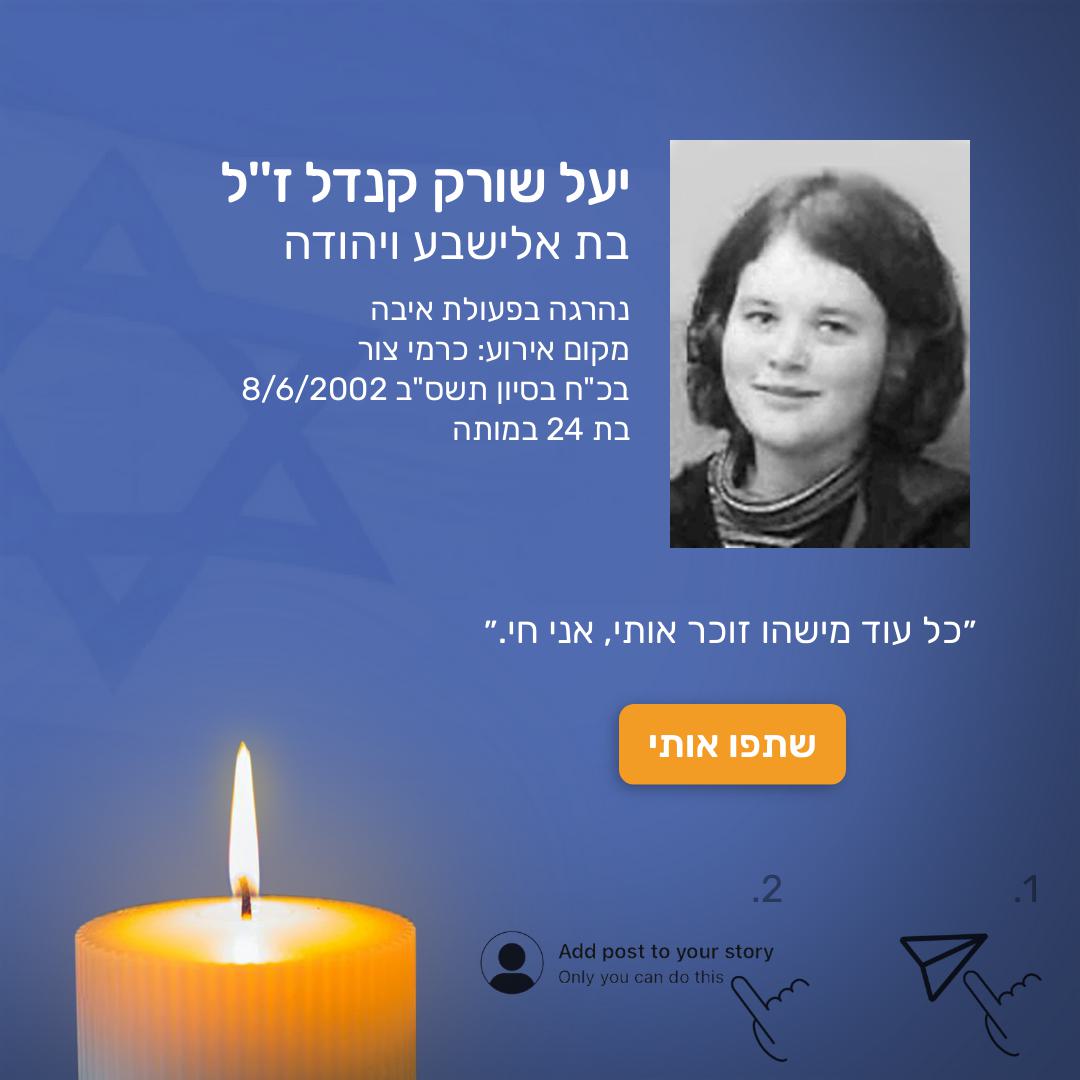 יעל שורק קנדל ז"ל
בת אלישבע ויהודה
נהרגה בפעולת איבה
מקום אירוע: כרמי צור
בכ"ח בסיון תשס"ב 8/6/2002
בת 24 במותה
״כל עוד מישהו זוכר אותי, אני חי.״
שתפו אותי
.1
.2
Add post to your story
Only you can do this